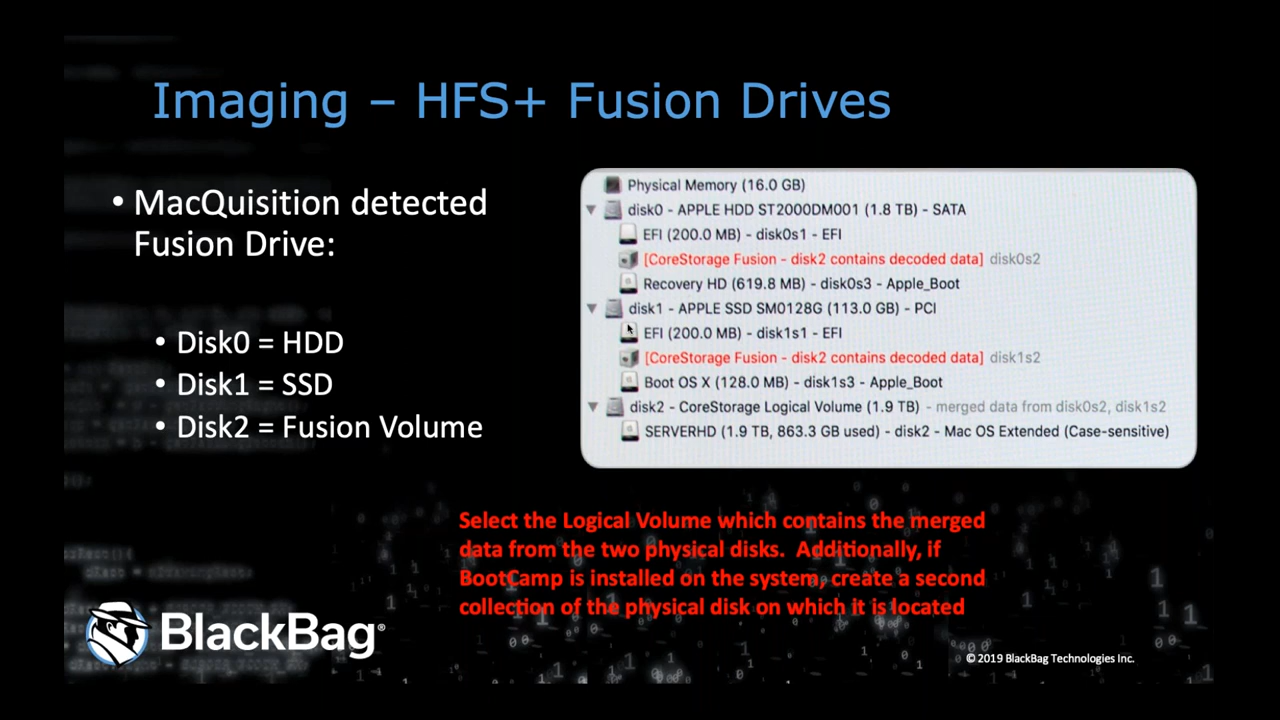 Imaging – HFS+ Fusion Drives
• MacQuisition detected
Fusion Drive:
• Disk0 = HDD
• Disk1 = SSD
• Disk2 = Fusion Volume
Physical Memory (16.0 GB)
disk0 - APPLE HDD ST2000DM001 (1.8 TB) - SATA
EFI (200.0 MB) - disk0s1 - EFI
[CoreStorage Fusion - disk2 contains decoded data] disk0s2
Recovery HD (619.8 MB) - disk0s3 - Apple_Boot
disk1 - APPLE SSD SM0128G (113.0 GB) - PCI
EFI (200.0 MB) - disk1s1 - EFI
[CoreStorage Fusion - disk2 contains decoded data] disk1s2
Boot OS X (128.0 MB) - disk1s3 - Apple_Boot
disk2 - CoreStorage Logical Volume (1.9 TB) - merged data from disk0s2, disk1s2
SERVERHD (1.9 TB, 863.3 GB used) - disk2 - Mac OS Extended (Case-sensitive)
Select the Logical Volume which contains the merged
data from the two physical disks.  Additionally, if
BootCamp is installed on the system, create a second
collection of the physical disk on which it is located
BlackBag®
© 2019 BlackBag Technologies Inc.